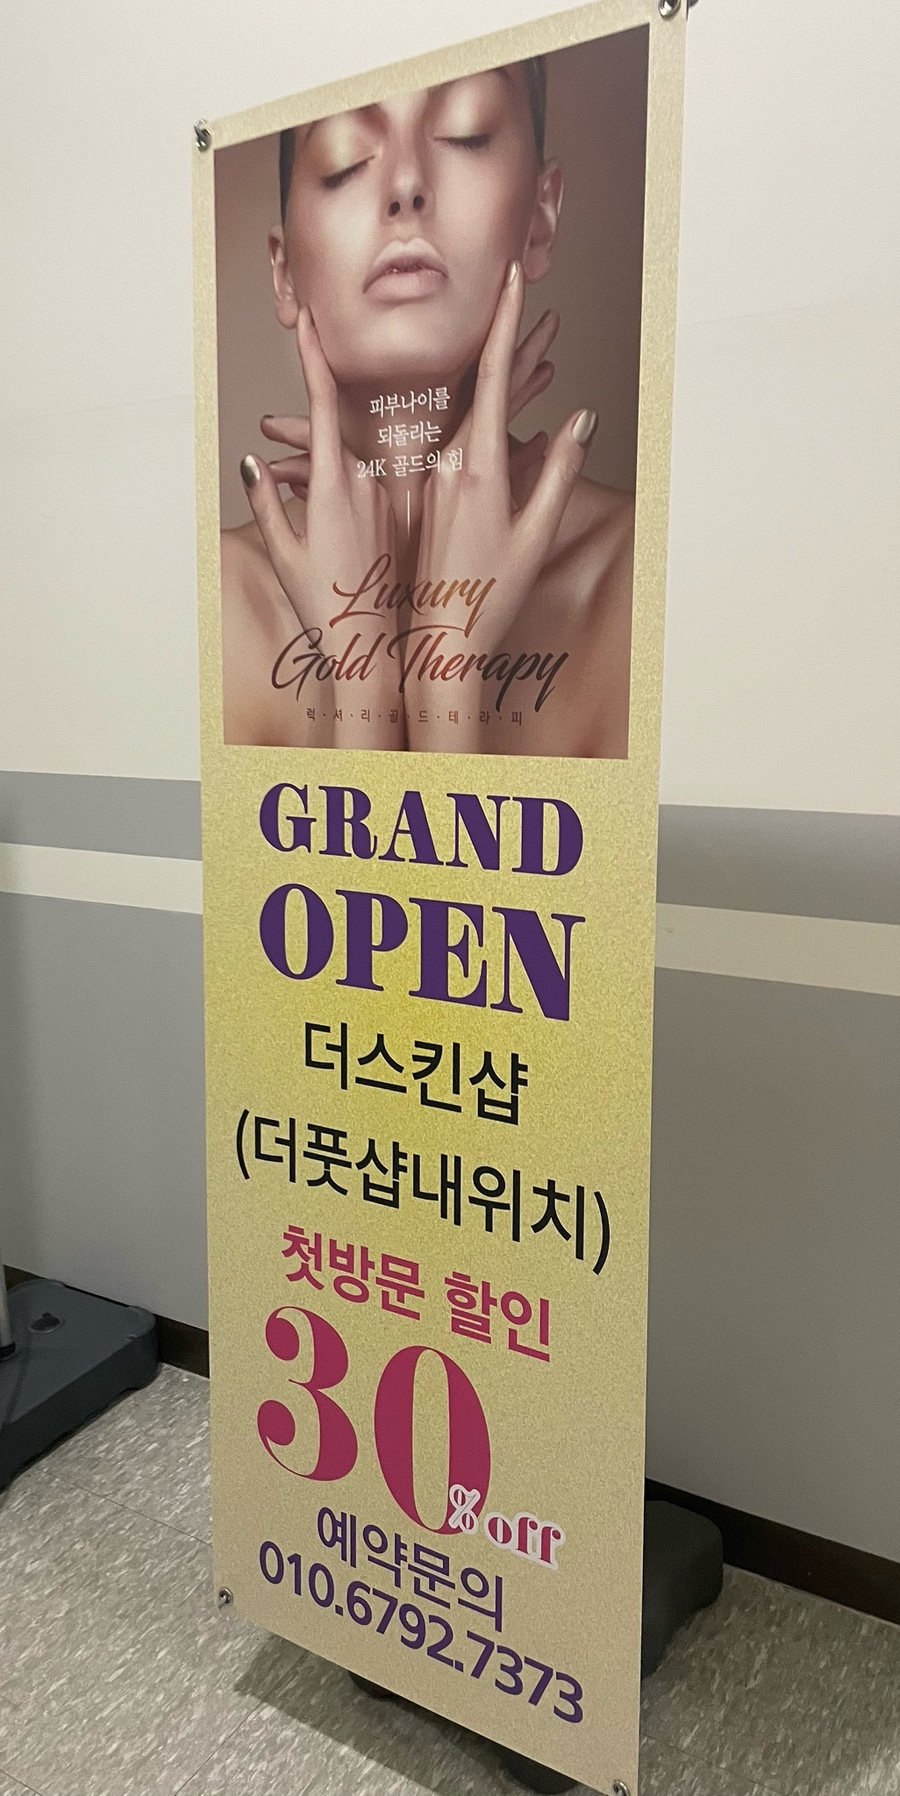 피부나이를
되돌리는
24K 골드의 힘
Luxury
Gold Therapy
럭·셔·리·골·드·테·라·피
GRAND
OPEN
더스킨샵
(더풋샵내위치)
첫방문 할인
30% off
예약문의
010.6792.7373